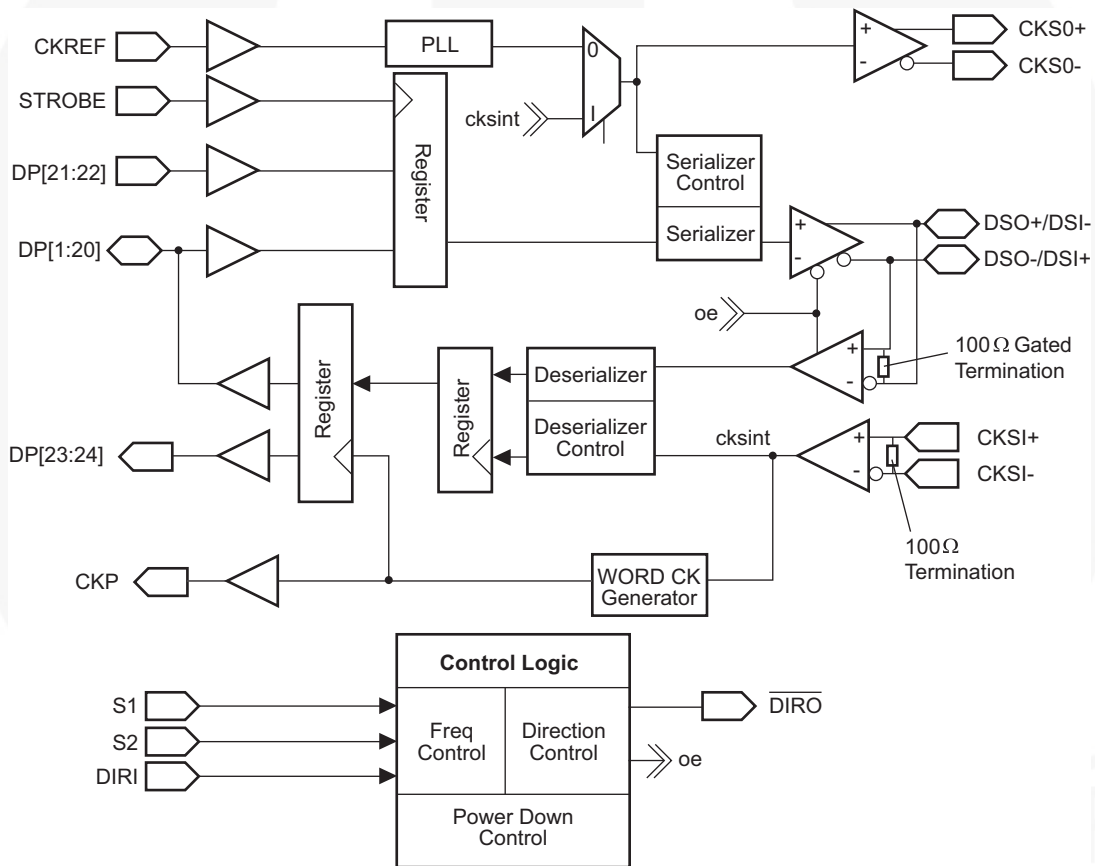 CKREF
PLL
0
+
-
CKS0+
CKS0-
STROBE
cksint
I
Register
DP[21:22]
Serializer
Control
DP[1:20]
Serializer
+
-
DSO+/DSI-
DSO-/DSI+
oe
+
-
100Ω Gated
Termination
Register
Register
Deserializer
Deserializer
Control
DP[23:24]
cksint
+
-
CKSI+
CKSI-
100Ω
Termination
CKP
WORD CK
Generator
Control Logic
S1
S2
DIRI
Freq
Control
Direction
Control
DIRO
oe
Power Down
Control